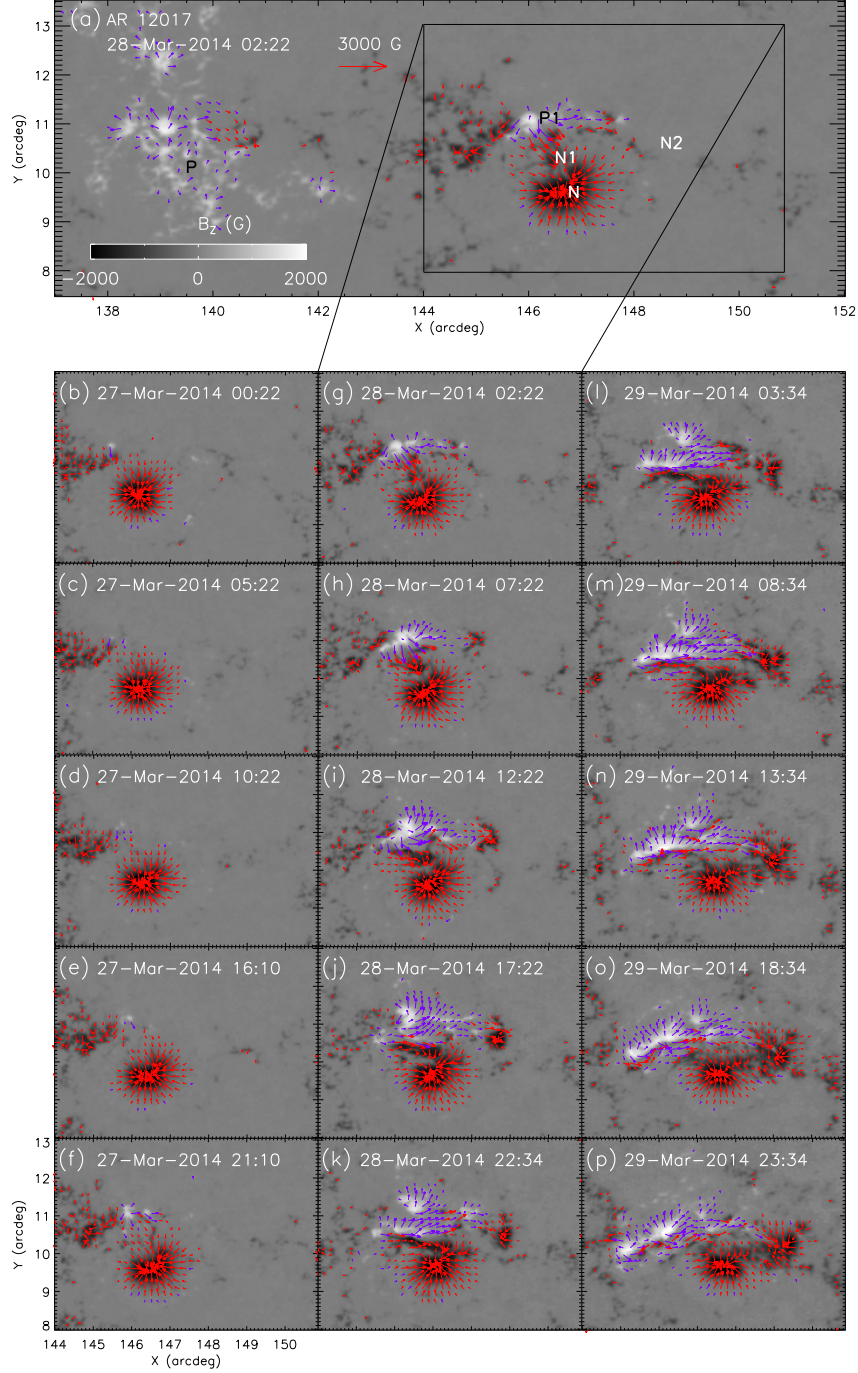 (a) AR 12017
28-Mar-2014 02:22
3000 G
P1
N2
N1
P
N
Bz (G)
-2000 0 2000
13
12
11
10
9
8
Y (arcdeg)
138 140 142 144 146 148 150 152
X (arcdeg)
(b) 27-Mar-2014 00:22
(g) 28-Mar-2014 02:22
(l) 29-Mar-2014 03:34
(c) 27-Mar-2014 05:22
(h) 28-Mar-2014 07:22
(m) 29-Mar-2014 08:34
(d) 27-Mar-2014 10:22
(i) 28-Mar-2014 12:22
(n) 29-Mar-2014 13:34
(e) 27-Mar-2014 16:10
(j) 28-Mar-2014 17:22
(o) 29-Mar-2014 18:34
(f) 27-Mar-2014 21:10
(k) 28-Mar-2014 22:34
(p) 29-Mar-2014 23:34
13
12
11
10
9
8
Y (arcdeg)
144 145 146 147 148 149 150
X (arcdeg)